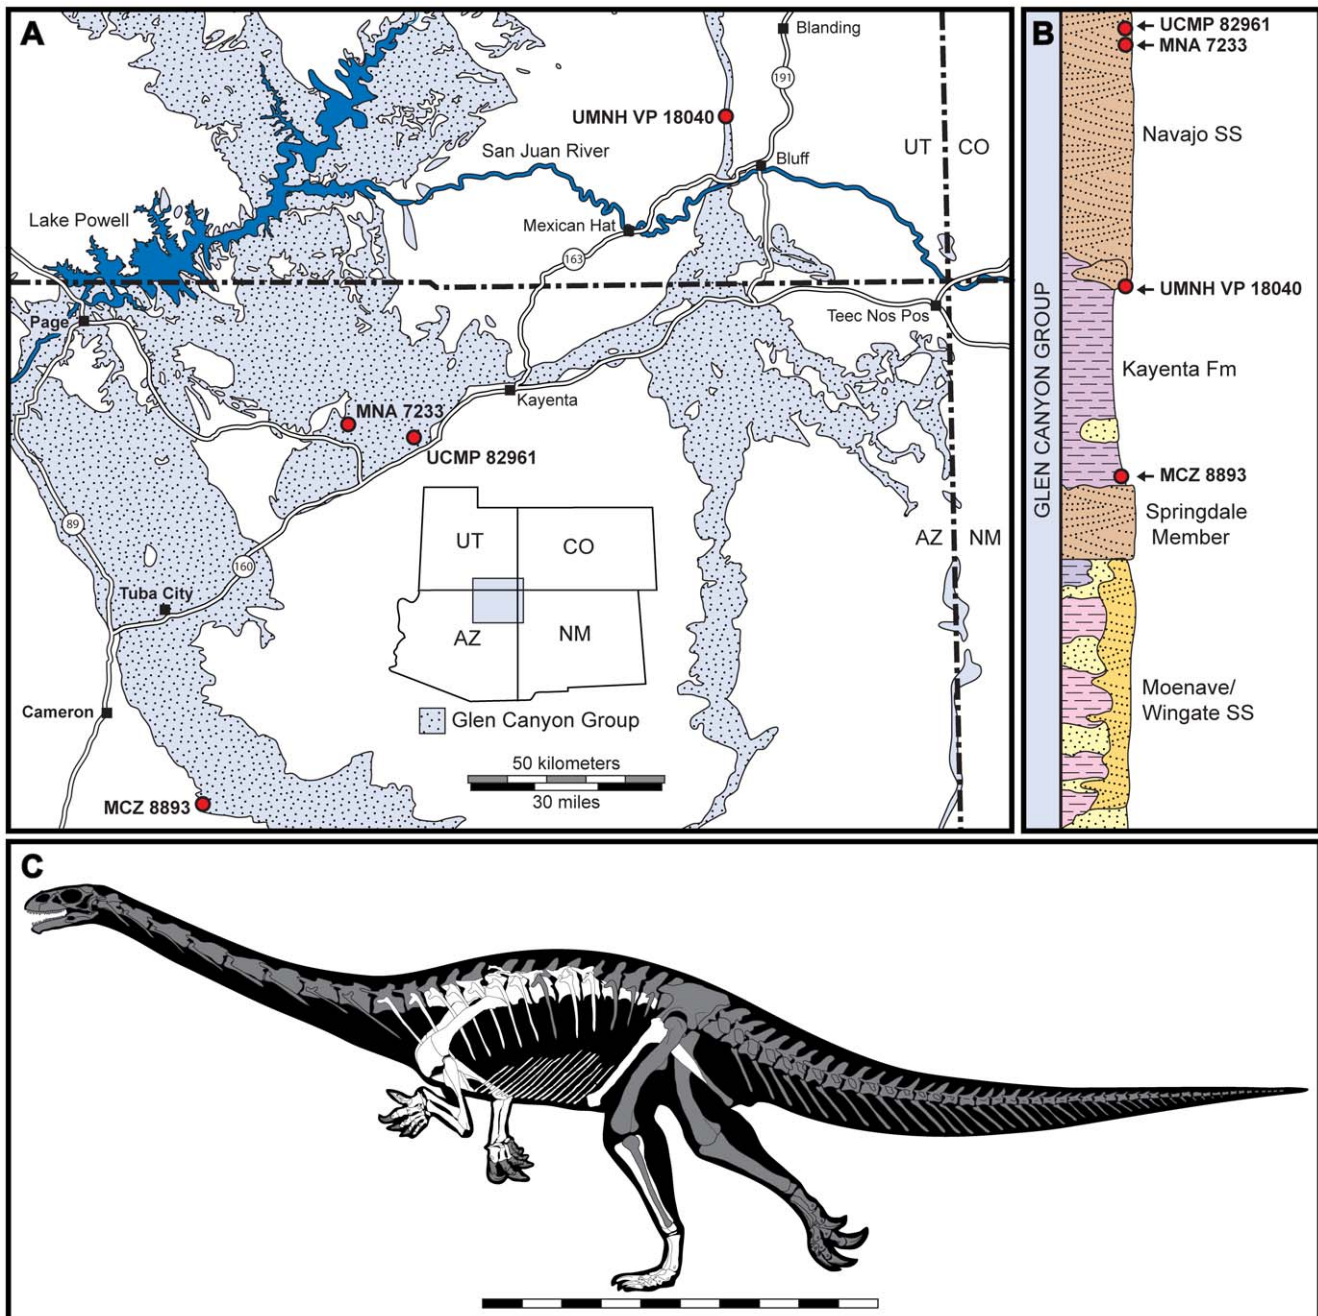 A
Blanding
191
UMNH VP 18040
UT
CO
San Juan River
Bluff
Lake Powell
Mexican Hat
163
Page
Teec Nos Pos
Kayenta
MNA 7233
UCMP 82961
89
160
UT
CO
AZ
NM
AZ
NM
Tuba City
Glen Canyon Group
Cameron
50 kilometers
30 miles
MCZ 8893
B
GLEN CANYON GROUP
UCMP 82961
MNA 7233
Navajo SS
UMNH VP 18040
Kayenta Fm
MCZ 8893
Springdale
Member
Moenave/
Wingate SS
C